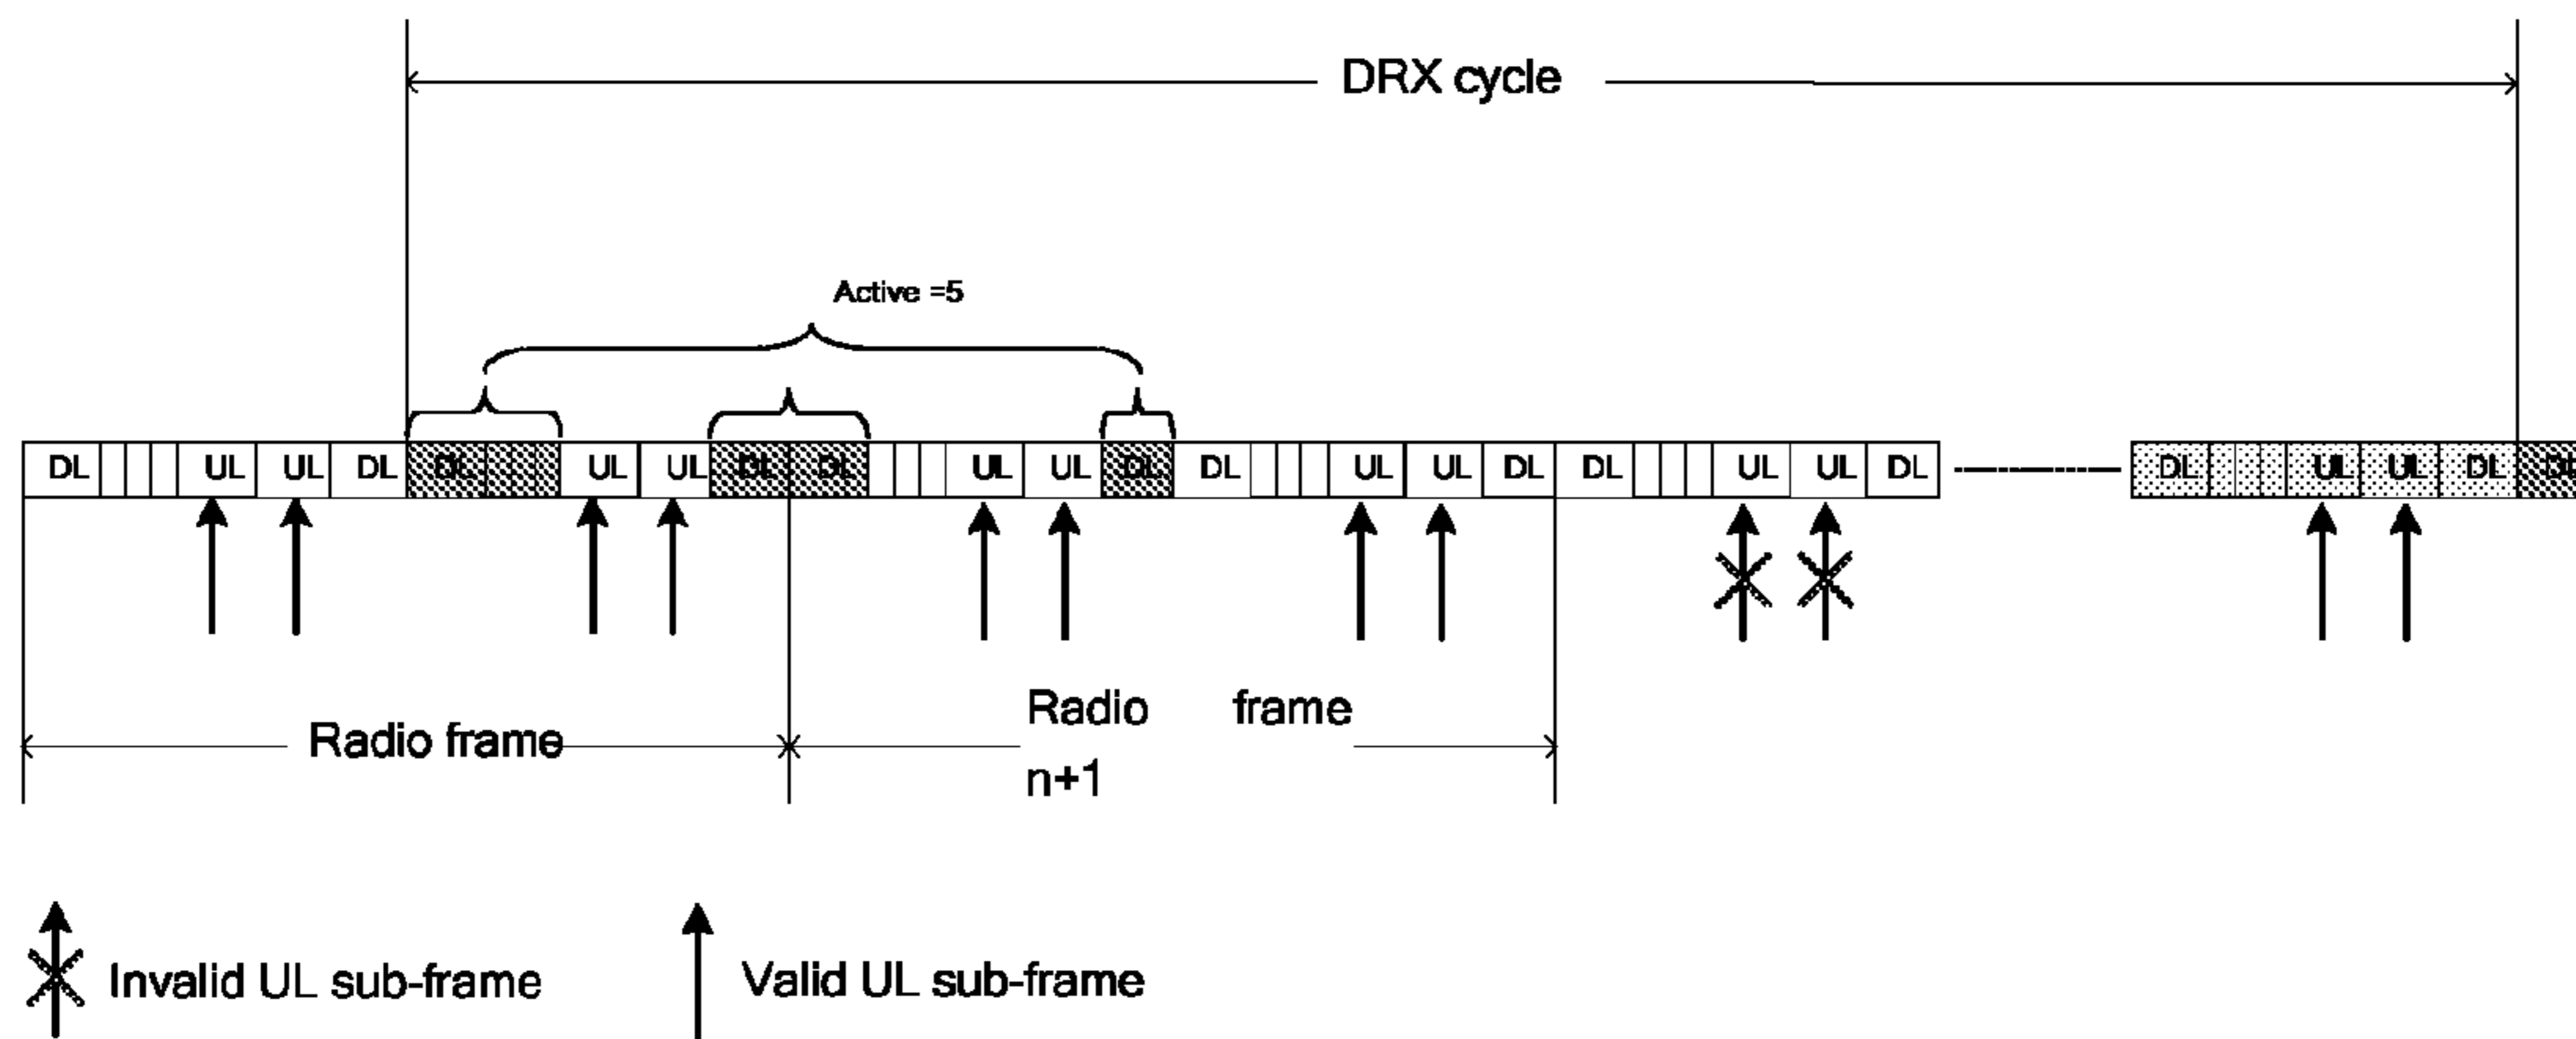 DRX cycle
Active =5
DL UL UL DL DL UL UL DL DL UL UL DL DL UL UL DL DL UL UL DL DL UL UL DL
Radio frame
Radio frame
n+1
Invalid UL sub-frame
Valid UL sub-frame